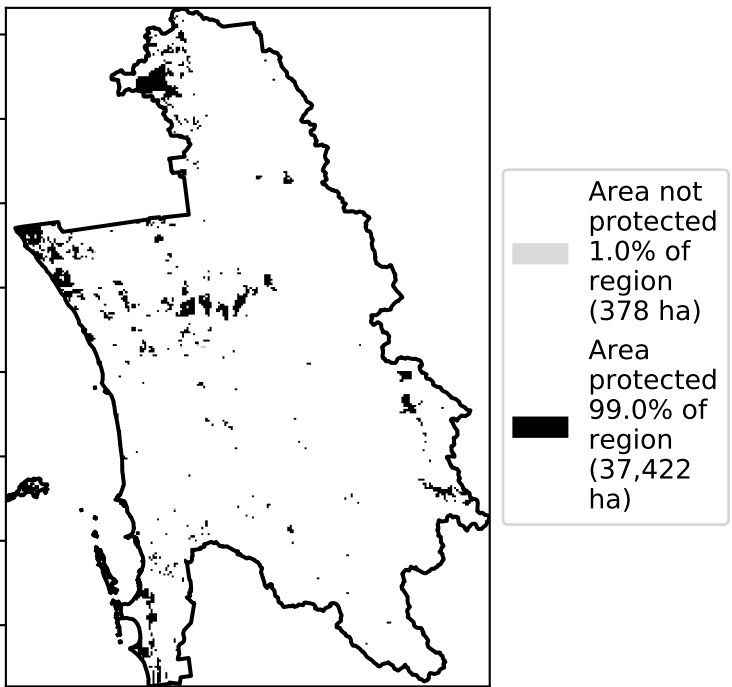 Area not
protected
1.0% of
region
(378 ha)
Area
protected
99.0% of
region
(37,422
ha)